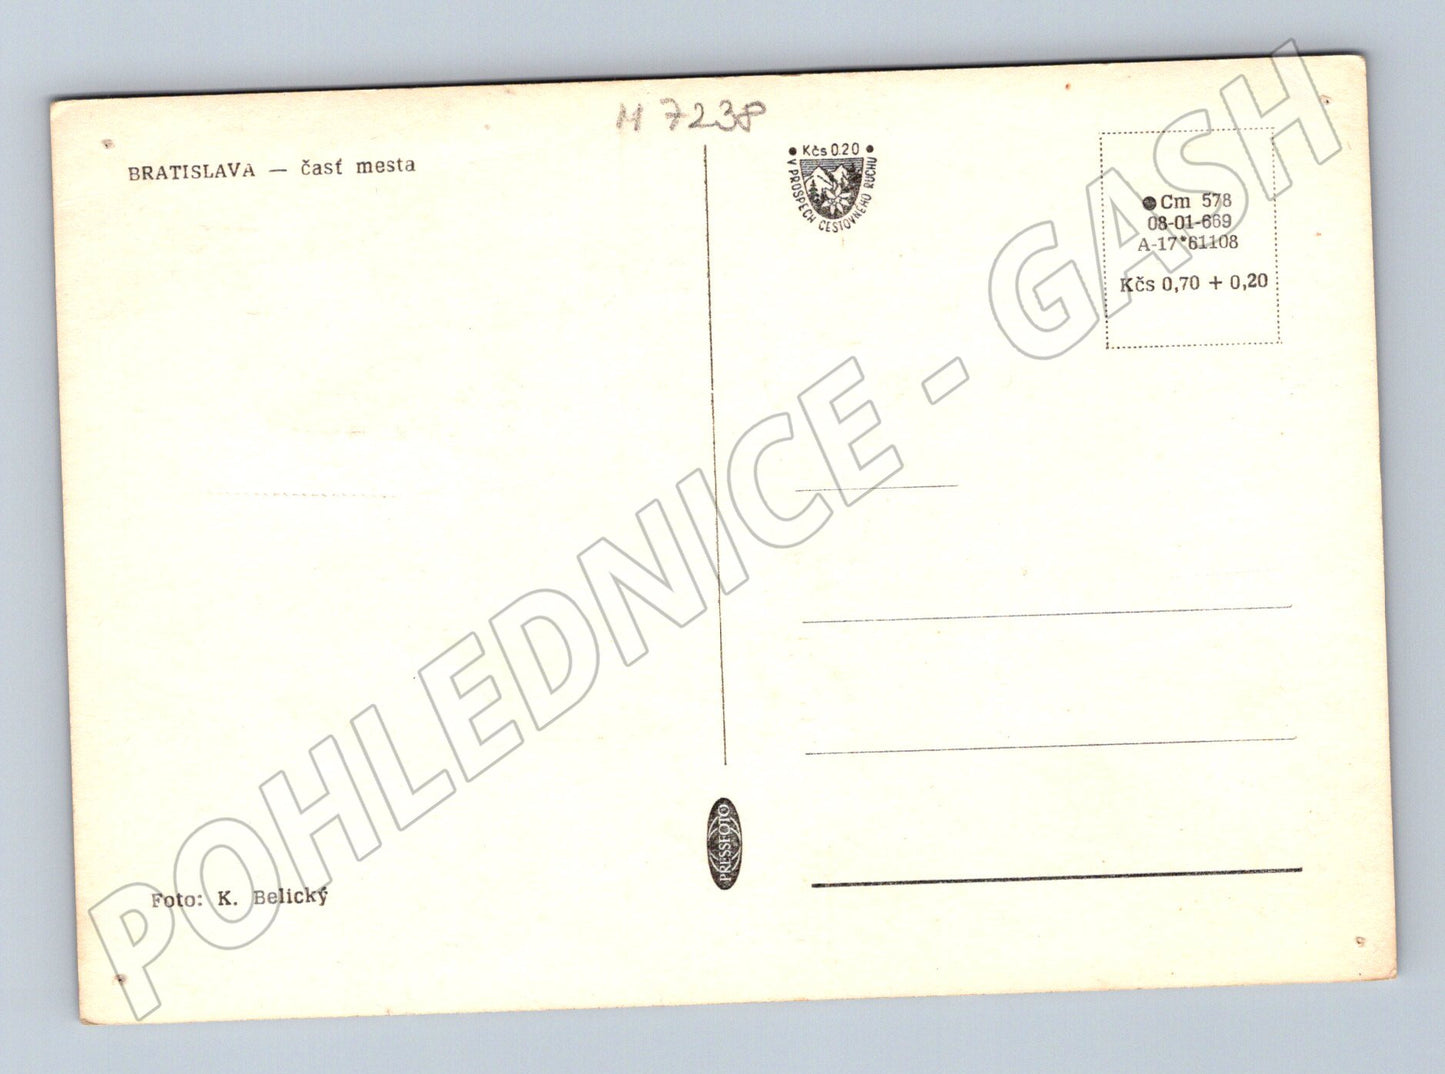 M 7238
BRATISLAVA — časť mesta
• Kčs 0.20 •
V PROSPECH CESTOVNÉHO RUCHU
Cm 578
08-01-669
A-17*61108
Kčs 0,70 + 0,20
PRESSFOTO
Foto: K. Belický
POHLEDNICE - GASH